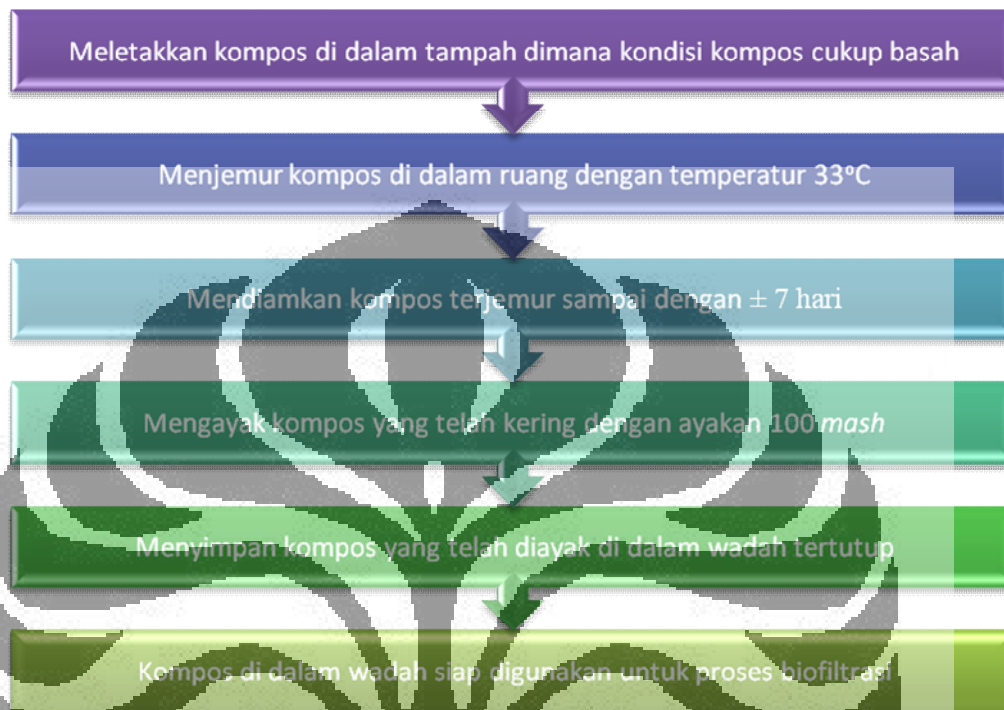 Meletakkan kompos di dalam tampah dimana kondisi kompos cukup basah
Menjemur kompos di dalam ruang dengan temperatur 33°C
Mendiamkan kompos terjemur sampai dengan ± 7 hari
Mengayak kompos yang telah kering dengan ayakan 100 mash
Menyimpan kompos yang telah diayak di dalam wadah tertutup
Kompos di dalam wadah siap digunakan untuk proses biofiltrasi